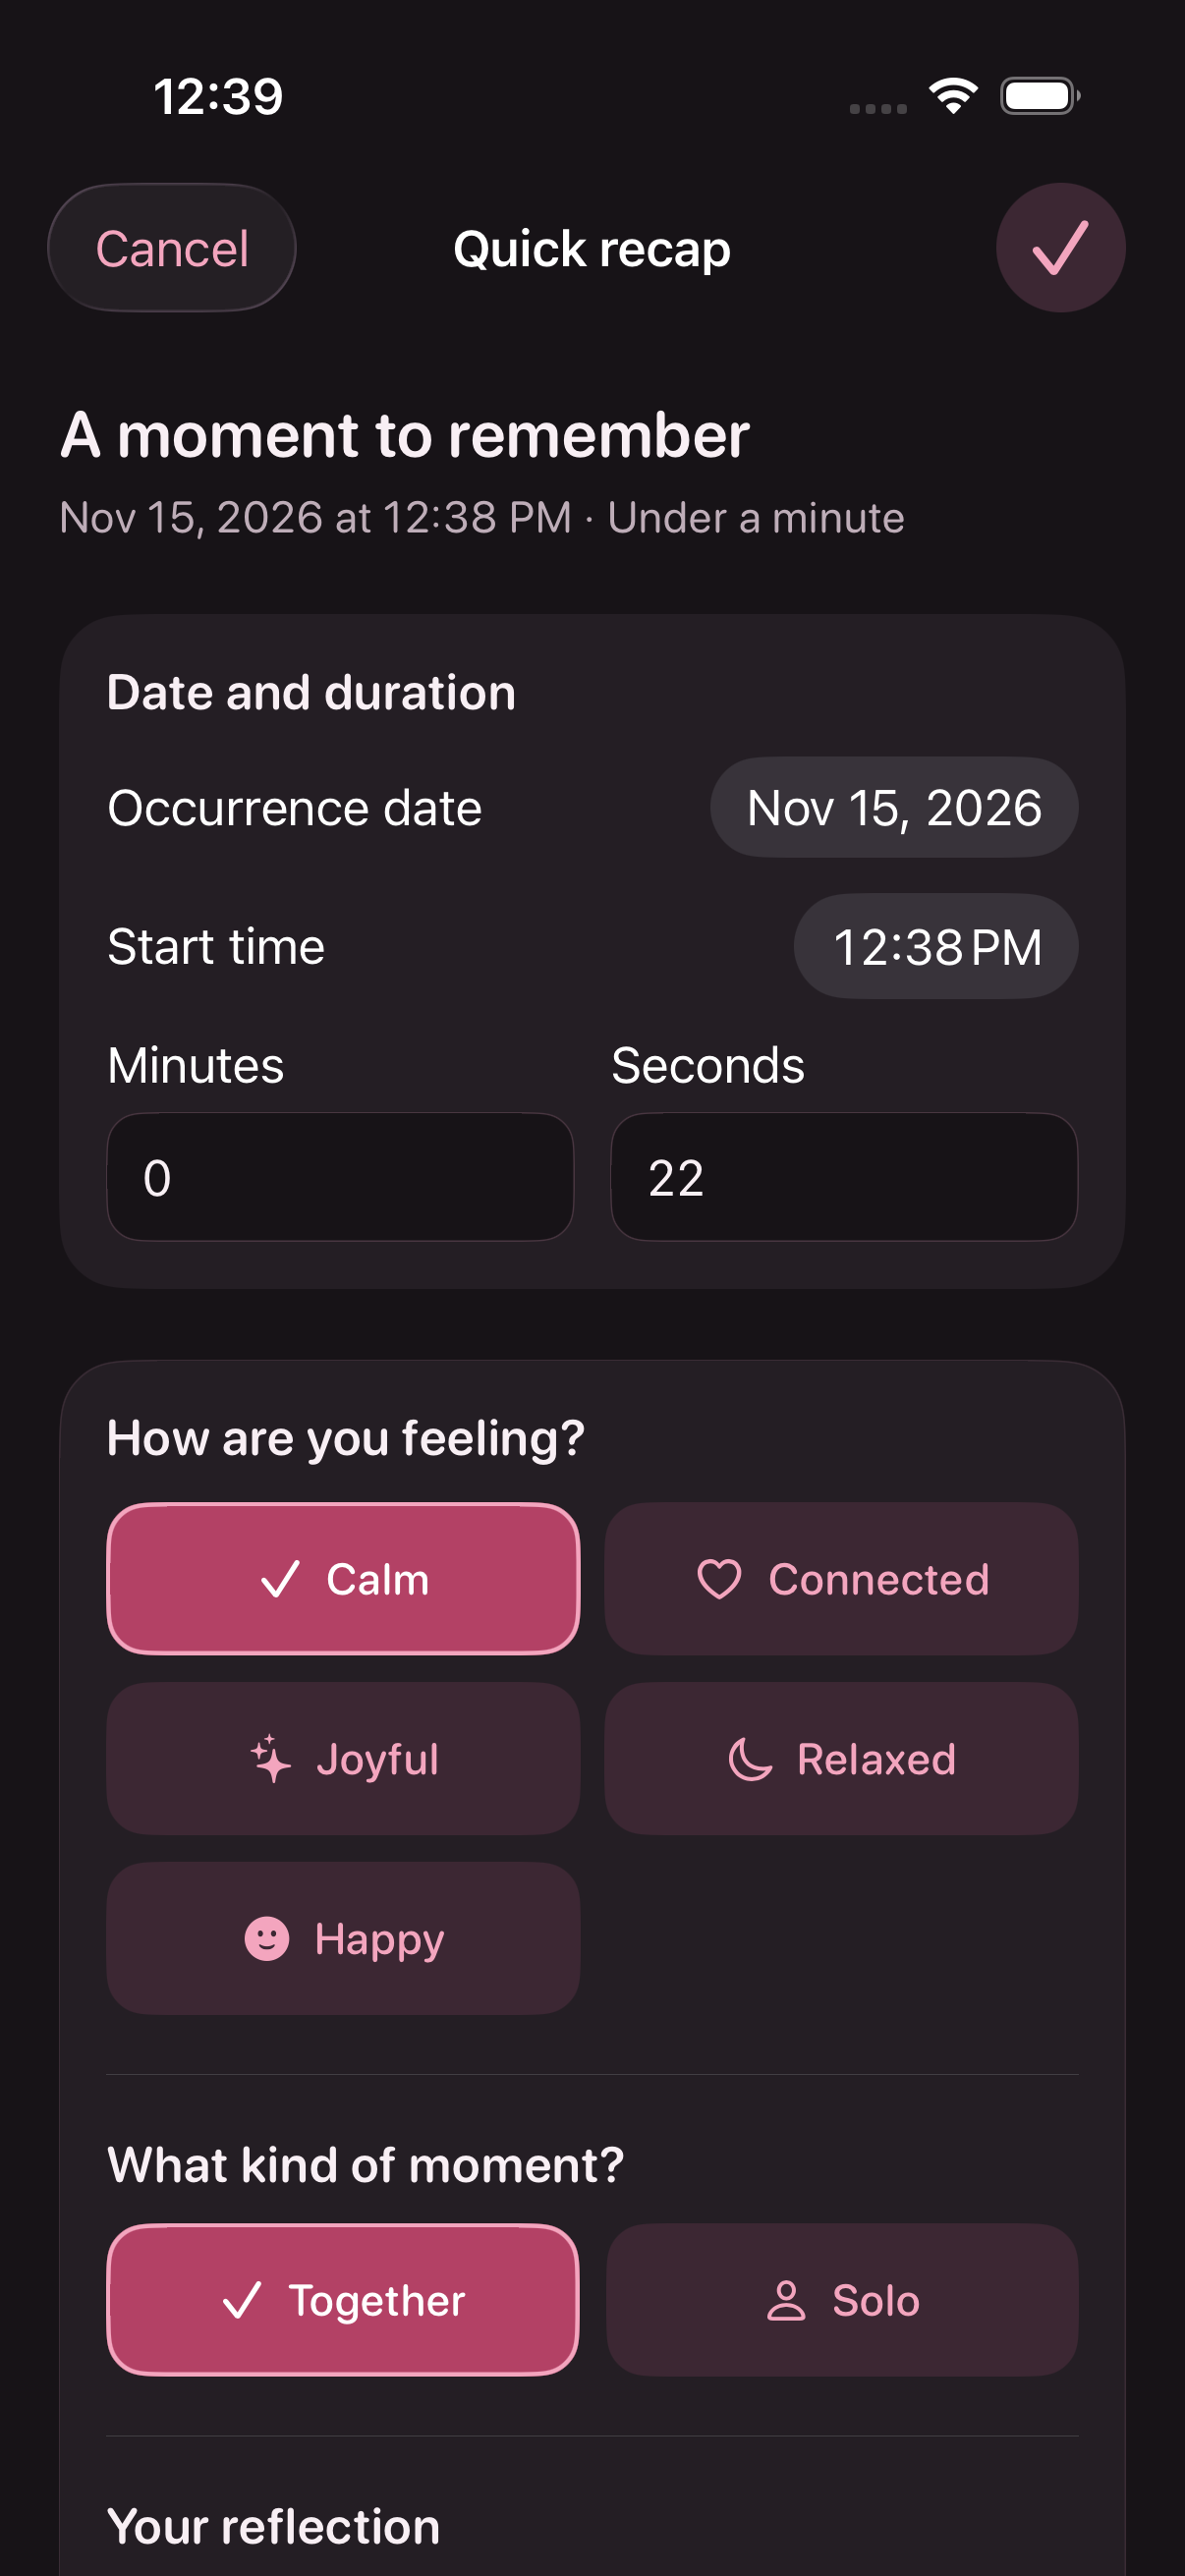 12:39
Cancel
Quick recap
A moment to remember
Nov 15, 2026 at 12:38 PM · Under a minute
Date and duration
Occurrence date
Nov 15, 2026
Start time
12:38 PM
Minutes
Seconds
0
22
How are you feeling?
Calm
Connected
Joyful
Relaxed
Happy
What kind of moment?
Together
Solo
Your reflection